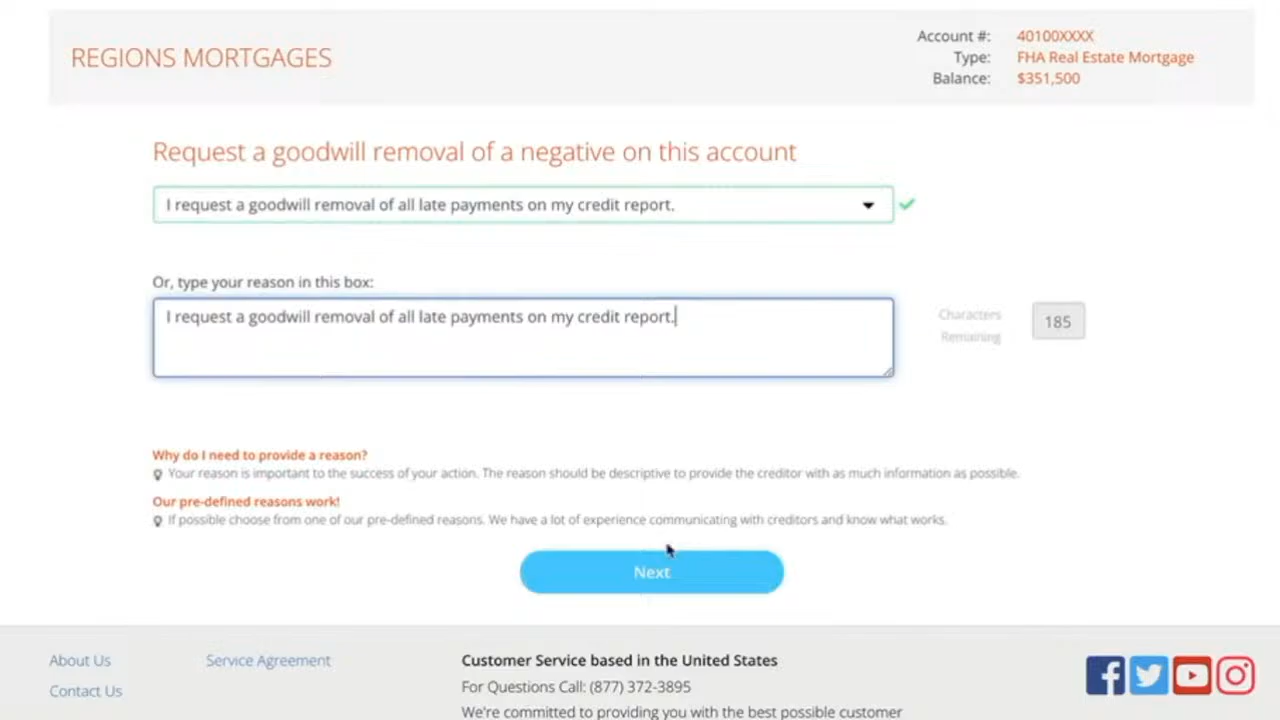 REGIONS MORTGAGES
Account #: 40100XXXX
Type: FHA Real Estate Mortgage
Balance: $351,500
Request a goodwill removal of a negative on this account
I request a goodwill removal of all late payments on my credit report.
Or, type your reason in this box:
I request a goodwill removal of all late payments on my credit report.
Characters
Remaining
185
Why do I need to provide a reason?
Your reason is important to the success of your action. The reason should be descriptive to provide the creditor with as much information as possible.
Our pre-defined reasons work!
If possible choose from one of our pre-defined reasons. We have a lot of experience communicating with creditors and know what works.
Next
About Us
Service Agreement
Contact Us
Customer Service based in the United States
For Questions Call: (877) 372-3895
We're committed to providing you with the best possible customer